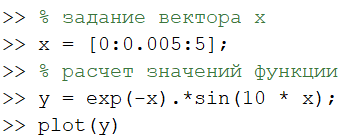 >> % задание вектора x
>> x = [0:0.005:5];
>> % расчет значений функции
>> y = exp(-x).*sin(10 * x);
>> plot(y)